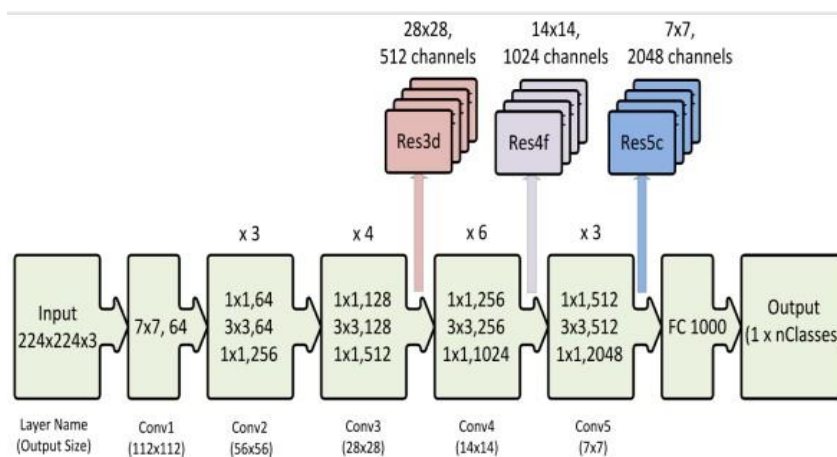 28x28,
512 channels
14x14,
1024 channels
7x7,
2048 channels
Res3d
Res4f
Res5c
x 3
x 4
x 6
x 3
Input
224x224x3
7x7, 64
1x1,64
3x3,64
1x1,256
1x1,128
3x3,128
1x1,512
1x1,256
3x3,256
1x1,1024
1x1,512
3x3,512
1x1,2048
FC 1000
Output
(1 x nClasses
Layer Name
(Output Size)
Conv1
(112x112)
Conv2
(56x56)
Conv3
(28x28)
Conv4
(14x14)
Conv5
(7x7)